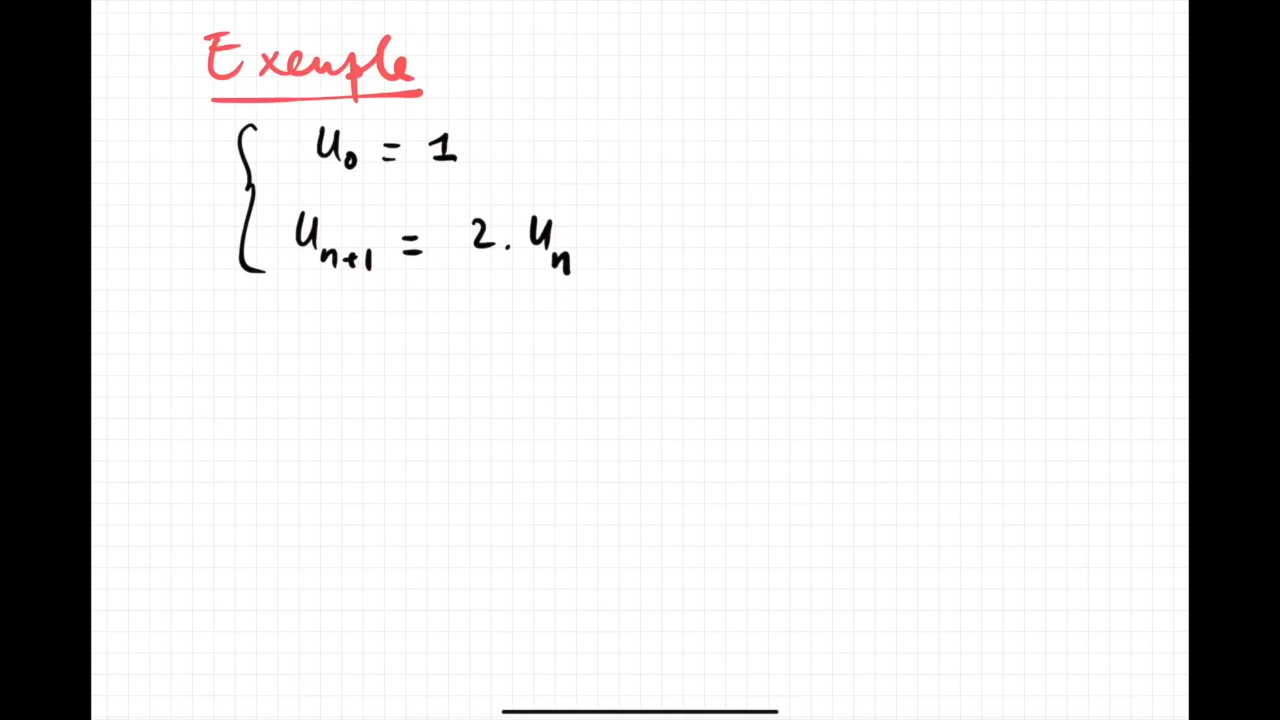 Exemple
u₀ = 1
uₙ₊₁ = 2 . uₙ